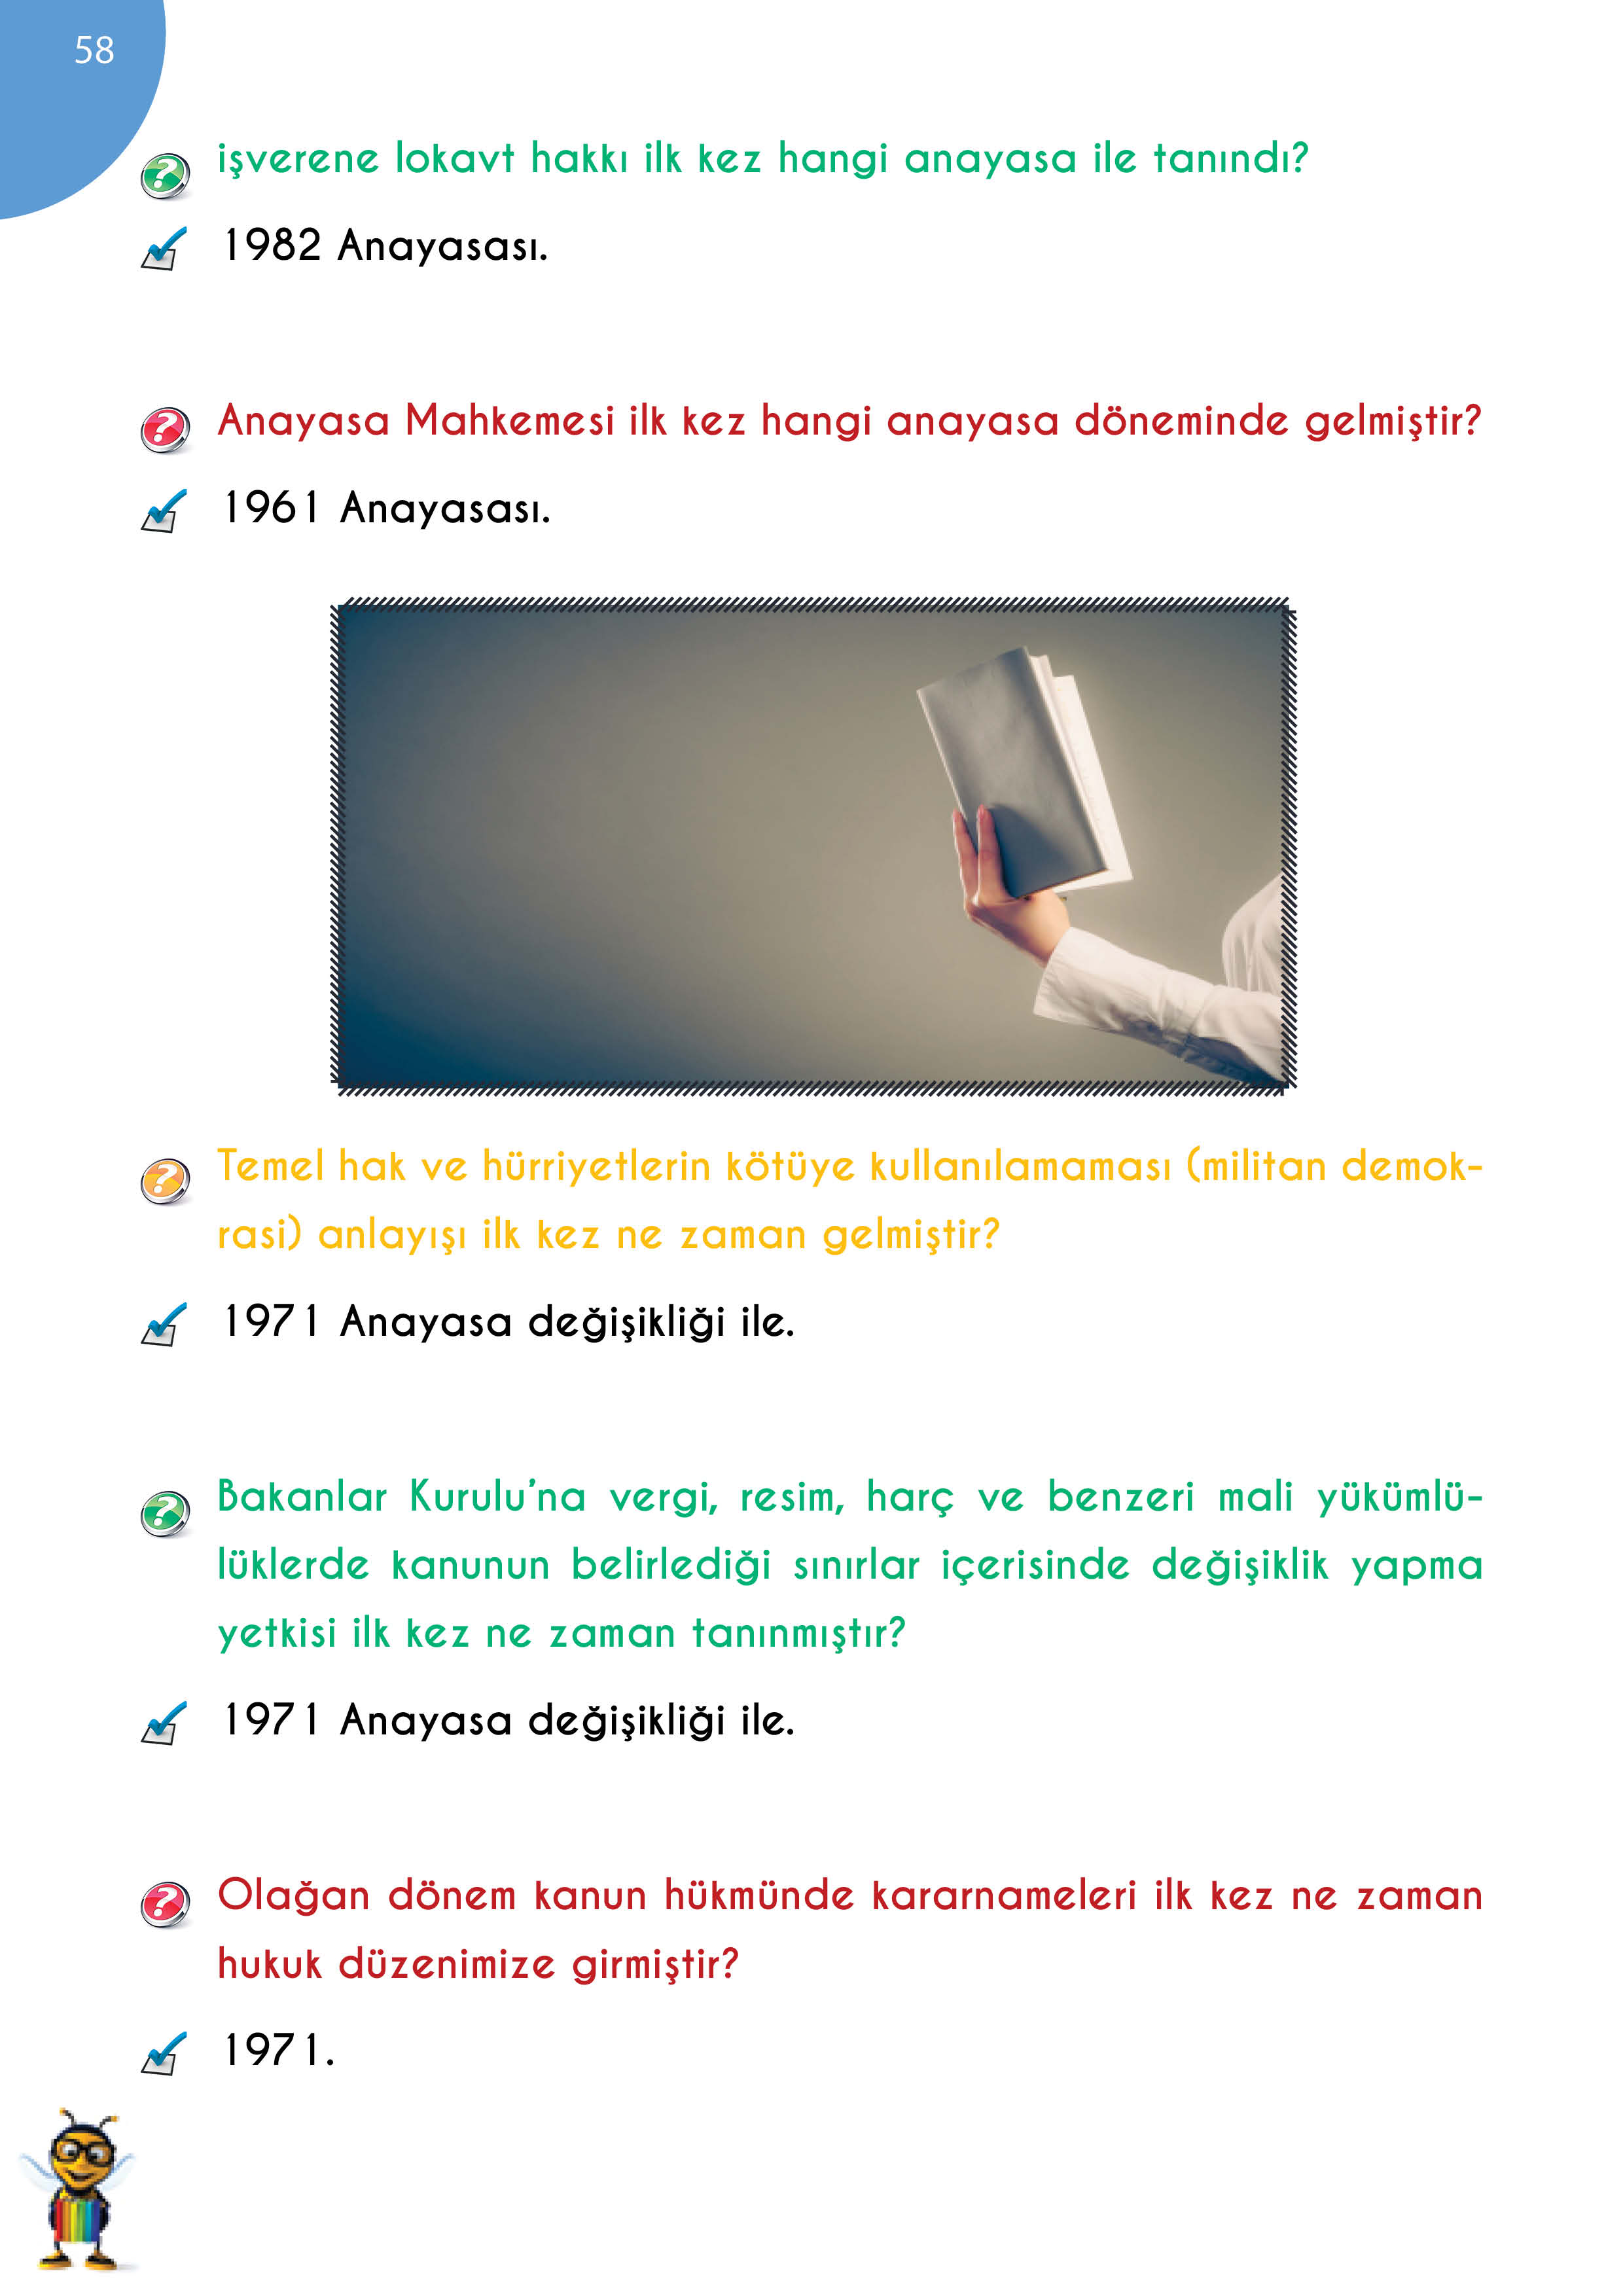 58
işverene lokavt hakkı ilk kez hangi anayasa ile tanındı?
1982 Anayasası.
Anayasa Mahkemesi ilk kez hangi anayasa döneminde gelmiştir?
1961 Anayasası.
Temel hak ve hürriyetlerin kötüye kullanılamaması (militan demok-
rasi) anlayışı ilk kez ne zaman gelmiştir?
1971 Anayasa değişikliği ile.
Bakanlar Kurulu’na vergi, resim, harç ve benzeri mali yükümlü-
lüklerde kanunun belirlediği sınırlar içerisinde değişiklik yapma
yetkisi ilk kez ne zaman tanınmıştır?
1971 Anayasa değişikliği ile.
Olağan dönem kanun hükmünde kararnameleri ilk kez ne zaman
hukuk düzenimize girmiştir?
1971.